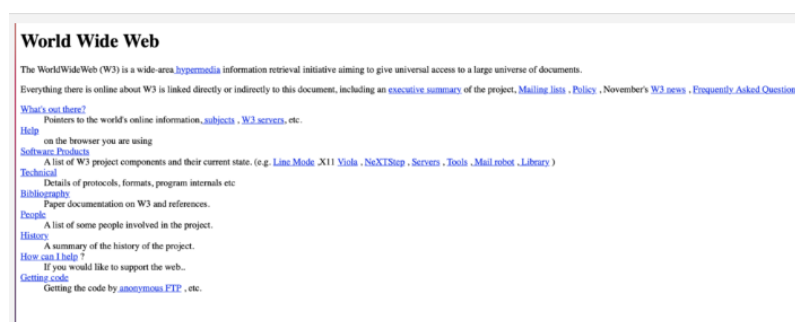 World Wide Web
The WorldWideWeb (W3) is a wide-area hypermedia information retrieval initiative aiming to give universal access to a large universe of documents.
Everything there is online about W3 is linked directly or indirectly to this document, including an executive summary of the project, Mailing lists , Policy , November's W3 news , Frequently Asked Question
What's out there?
Pointers to the world's online information, subjects , W3 servers, etc.
Help
on the browser you are using
Software Products
A list of W3 project components and their current state. (e.g. Line Mode ,X11 Viola , NeXTStep , Servers , Tools , Mail robot , Library )
Technical
Details of protocols, formats, program internals etc
Bibliography
Paper documentation on W3 and references.
People
A list of some people involved in the project.
History
A summary of the history of the project.
How can I help ?
If you would like to support the web..
Getting code
Getting the code by anonymous FTP , etc.